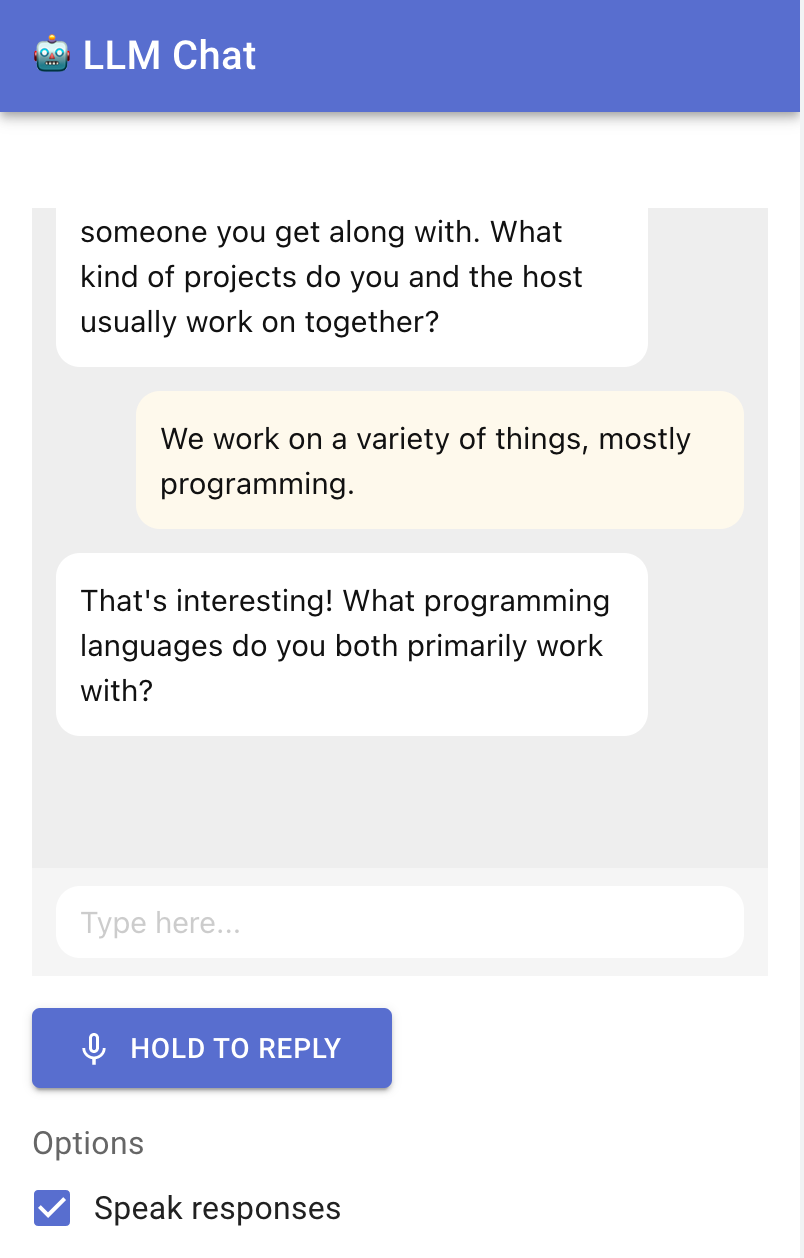 LLM Chat
someone you get along with. What
kind of projects do you and the host
usually work on together?
We work on a variety of things, mostly
programming.
That's interesting! What programming
languages do you both primarily work
with?
Type here...
HOLD TO REPLY
Options
Speak responses